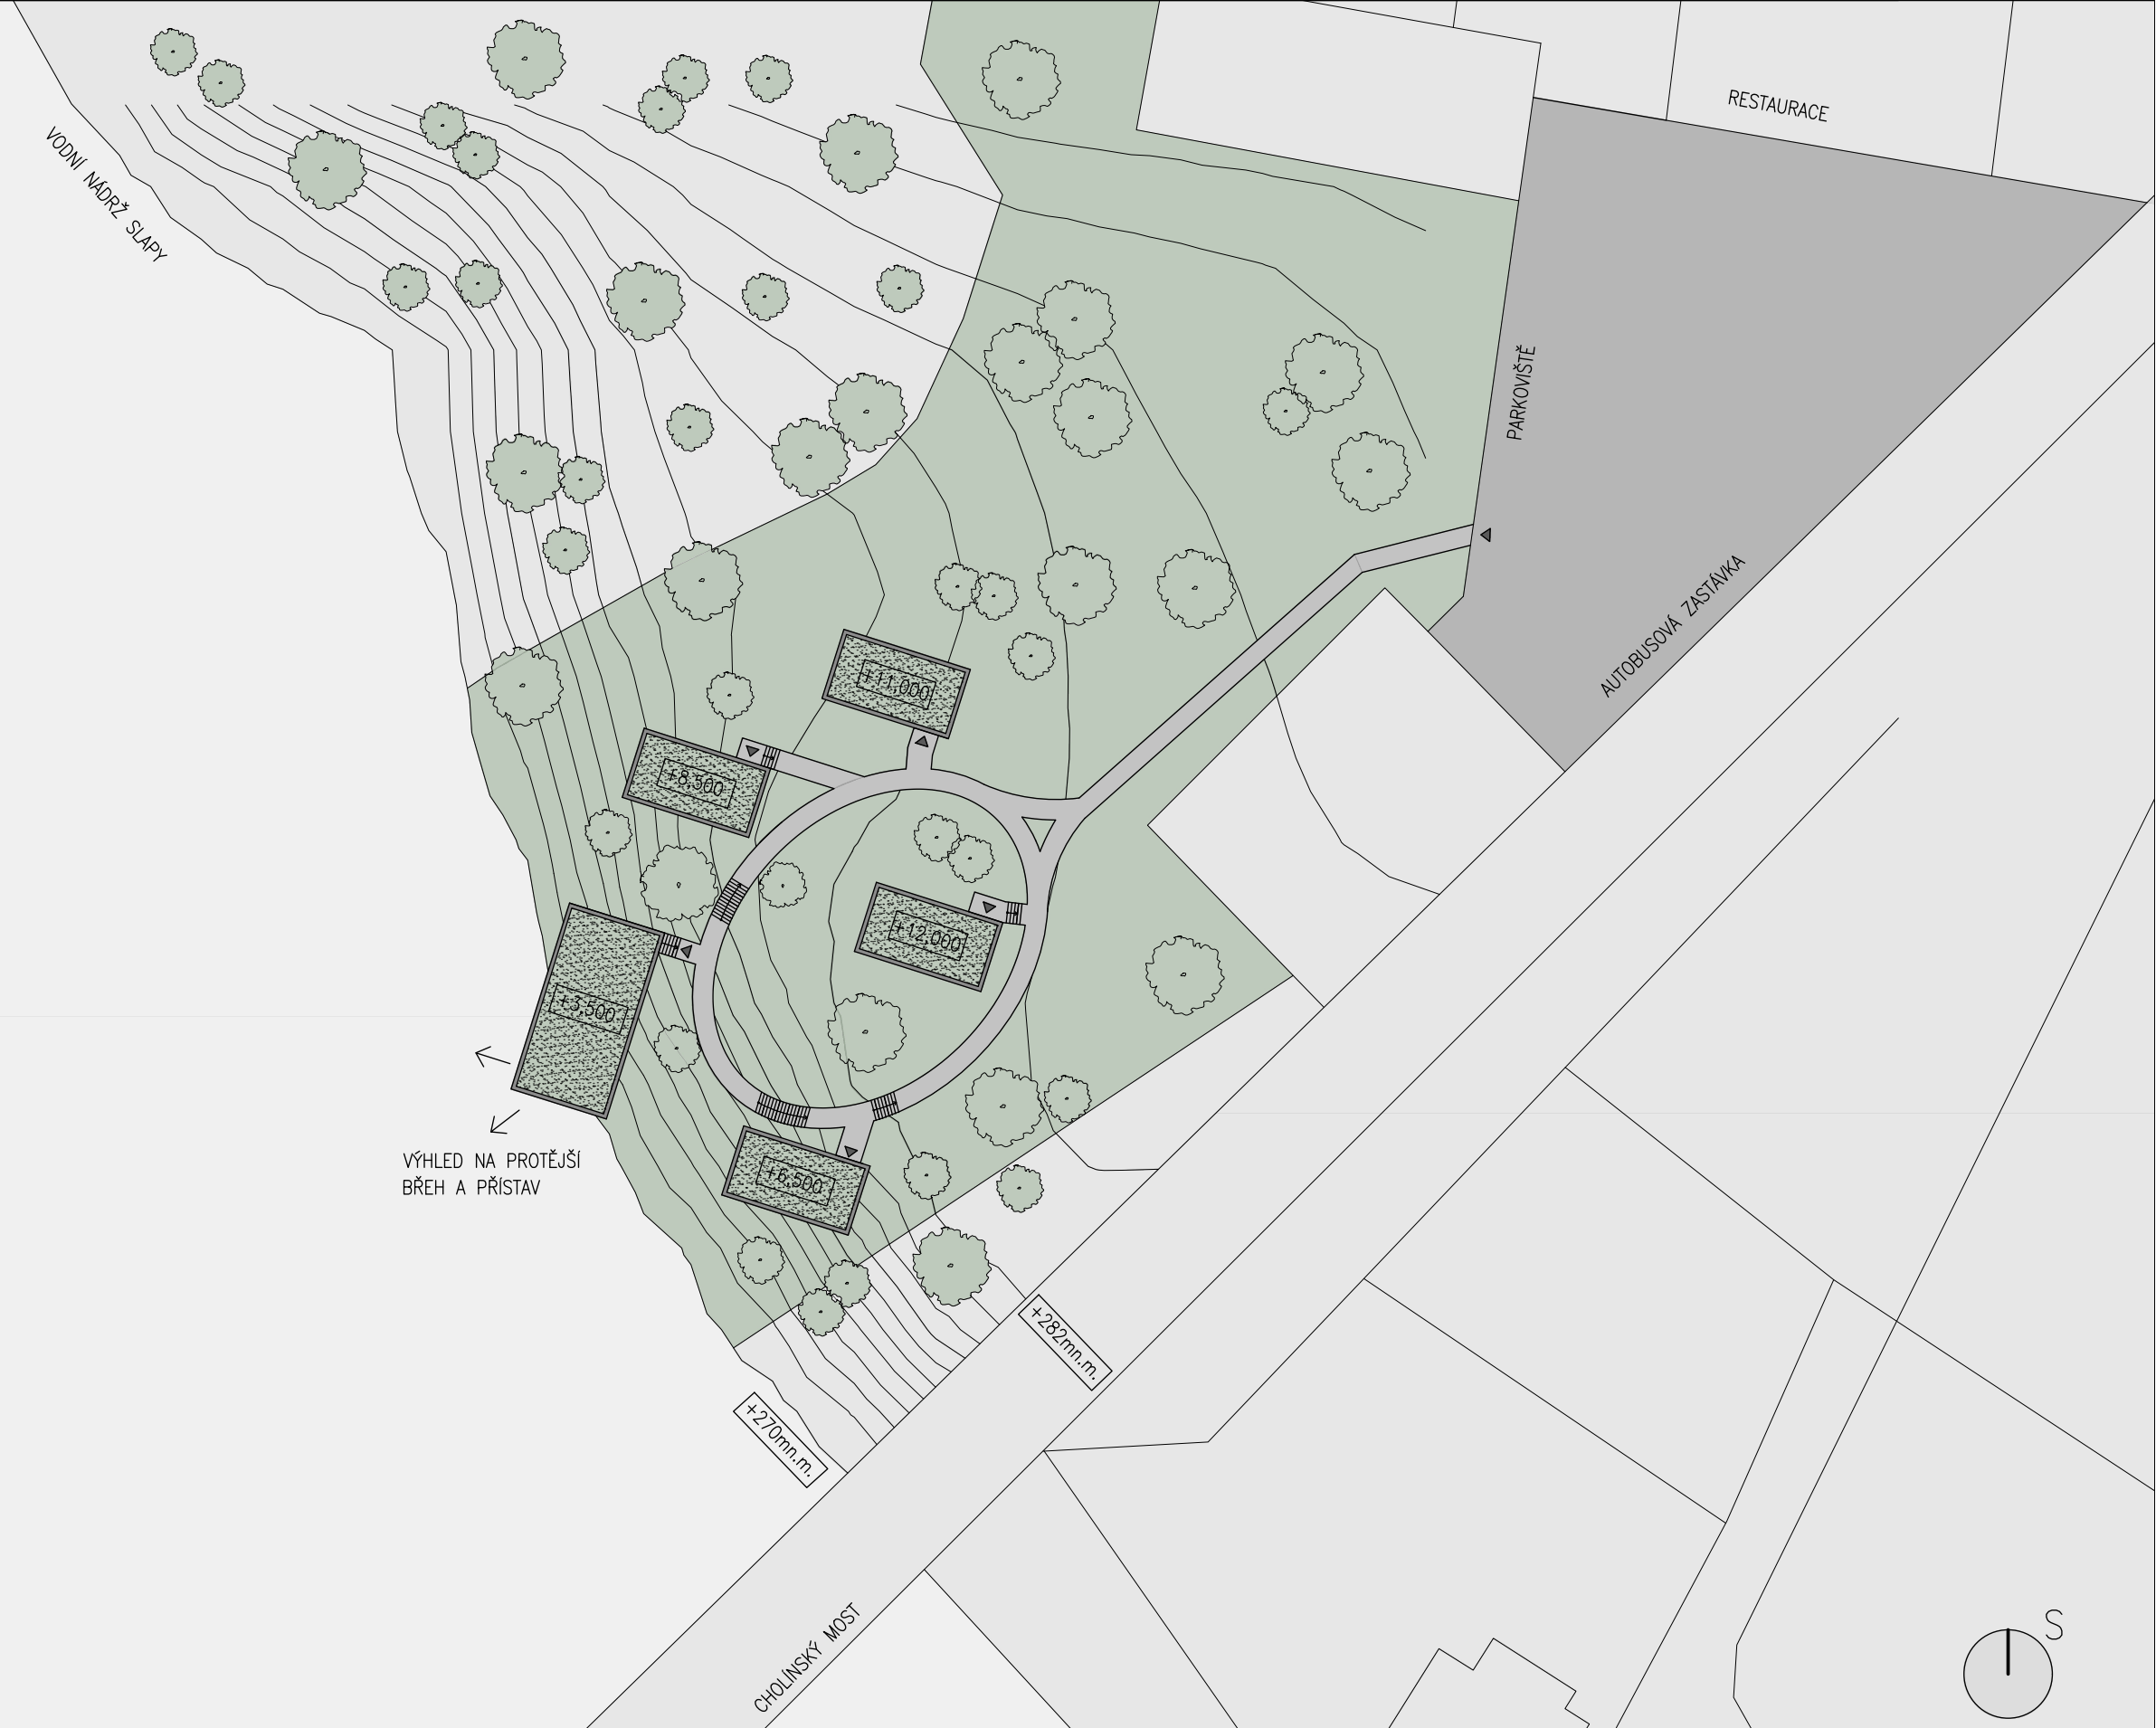 RESTAURACE
VODNÍ NÁDRŽ SLAPY
PARKOVIŠTĚ
AUTOBUSOVÁ ZASTÁVKA
+11,000
+8,500
+12,000
+3,500
VÝHLED NA PROTĚJŠÍ
BŘEH A PŘÍSTAV
+6,500
+282mn.m.
+270mn.m.
CHOLÍNSKÝ MOST
S